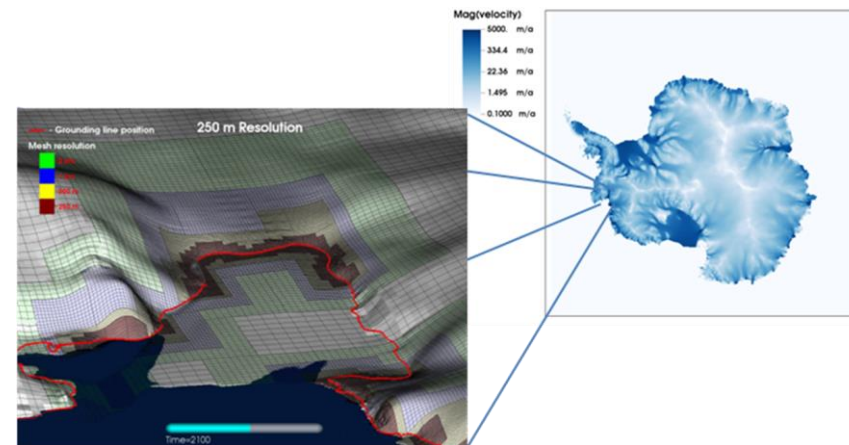 Mag(velocity)
5000. m/a
334.4 m/a
22.36 m/a
1.495 m/a
0.1000 m/a
- Grounding line position
250 m Resolution
Mesh resolution
Time=2100